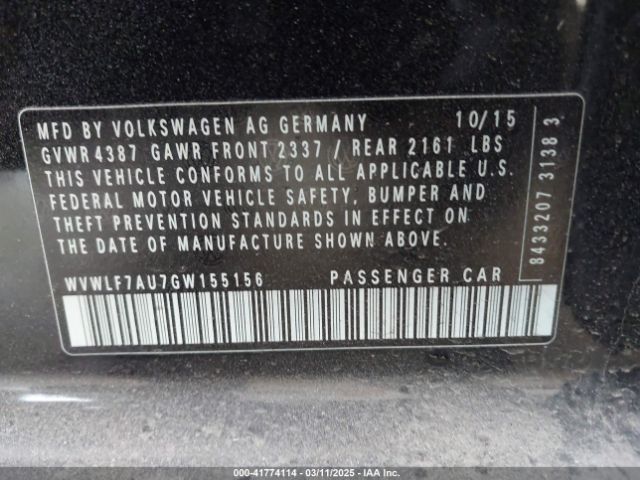 MFD BY VOLKSWAGEN AG GERMANY 10/15
GVWR 4387 GAWR FRONT 2337 / REAR 2161 LBS
THIS VEHICLE CONFORMS TO ALL APPLICABLE U.S.
FEDERAL MOTOR VEHICLE SAFETY, BUMPER AND
THEFT PREVENTION STANDARDS IN EFFECT ON
THE DATE OF MANUFACTURE SHOWN ABOVE.
WVWLF7AU7GW155156 PASSENGER CAR
8433207 31138 3
000-41774114 - 03/11/2025 - IAA Inc.